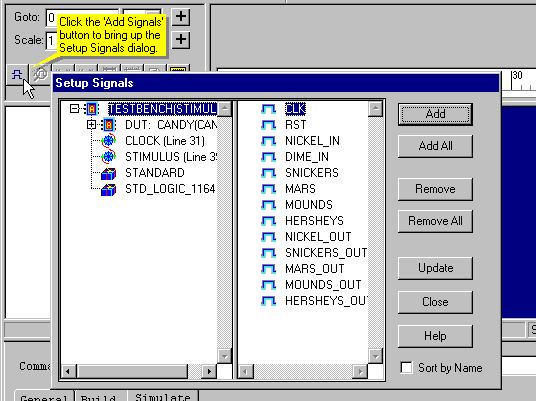 Goto: 0
Click the 'Add Signals'
button to bring up the
Setup Signals dialog.
Scale: 1
30
Setup Signals
TESTBENCH(STIMUL
DUT: CANDY(CAN
CLOCK (Line 31)
STIMULUS (Line 39
STANDARD
STD_LOGIC_1164
CLK
RST
NICKEL_IN
DIME_IN
SNICKERS
MARS
MOUNDS
HERSHEYS
NICKEL_OUT
SNICKERS_OUT
MARS_OUT
MOUNDS_OUT
HERSHEYS_OUT
Add
Add All
Remove
Remove All
Update
Close
Help
Sort by Name
Comma
General
Build
Simulate